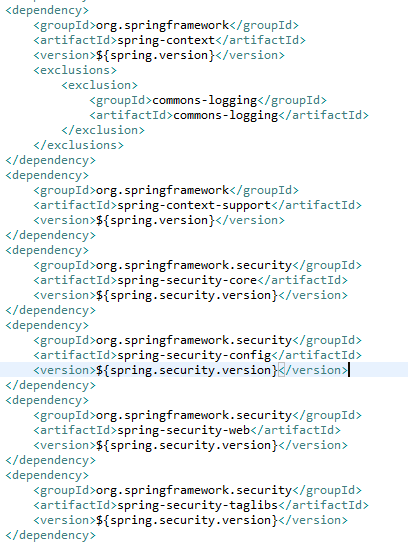 <dependency>
    <groupId>org.springframework</groupId>
    <artifactId>spring-context</artifactId>
    <version>${spring.version}</version>
    <exclusions>
        <exclusion>
            <groupId>commons-logging</groupId>
            <artifactId>commons-logging</artifactId>
        </exclusion>
    </exclusions>
</dependency>
<dependency>
    <groupId>org.springframework</groupId>
    <artifactId>spring-context-support</artifactId>
    <version>${spring.version}</version>
</dependency>
<dependency>
    <groupId>org.springframework.security</groupId>
    <artifactId>spring-security-core</artifactId>
    <version>${spring.security.version}</version>
</dependency>
<dependency>
    <groupId>org.springframework.security</groupId>
    <artifactId>spring-security-config</artifactId>
    <version>${spring.security.version}</version>
</dependency>
<dependency>
    <groupId>org.springframework.security</groupId>
    <artifactId>spring-security-web</artifactId>
    <version>${spring.security.version}</version>
</dependency>
<dependency>
    <groupId>org.springframework.security</groupId>
    <artifactId>spring-security-taglibs</artifactId>
    <version>${spring.security.version}</version>
</dependency>